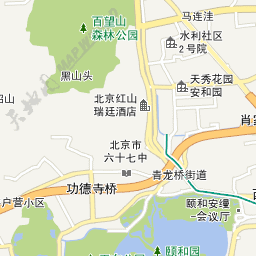 百望山
森林公园
马连洼
水利社区
2号院
黑山头
天秀花园
安和园
北京红山
瑞廷酒店
肖家
北京市
六十七中
青龙桥街道
功德寺桥
户营小区
颐和安缦
-会议厅
颐和园